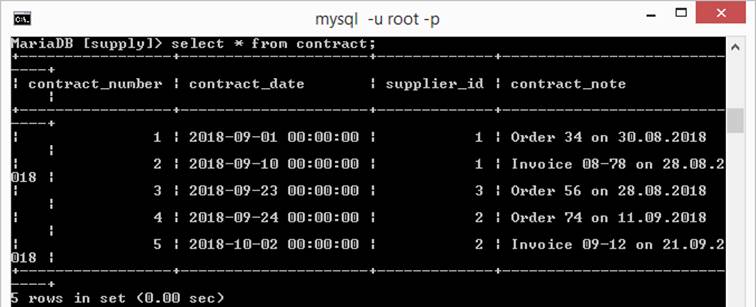 mysql -u root -p
MariaDB [supply]> select * from contract;
+-----------------+---------------------+-------------+-------------------------
----+
| contract_number | contract_date       | supplier_id | contract_note
    |
+-----------------+---------------------+-------------+-------------------------
----+
|               1 | 2018-09-01 00:00:00 |           1 | Order 34 on 30.08.2018
    |
|               2 | 2018-09-10 00:00:00 |           1 | Invoice 08-78 on 28.08.2
018 |
|               3 | 2018-09-23 00:00:00 |           3 | Order 56 on 28.08.2018
    |
|               4 | 2018-09-24 00:00:00 |           2 | Order 74 on 11.09.2018
    |
|               5 | 2018-10-02 00:00:00 |           2 | Invoice 09-12 on 21.09.2
018 |
+-----------------+---------------------+-------------+-------------------------
----+
5 rows in set (0.00 sec)